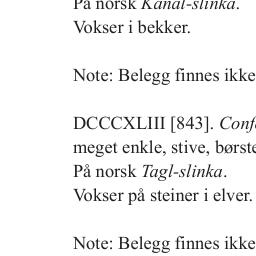 På norsk Kanal-slinka.
Vokser i bekker.
Note: Belegg finnes ikke
DCCCXLIII [843]. Conf
meget enkle, stive, børst
På norsk Tagl-slinka.
Vokser på steiner i elver.
Note: Belegg finnes ikke